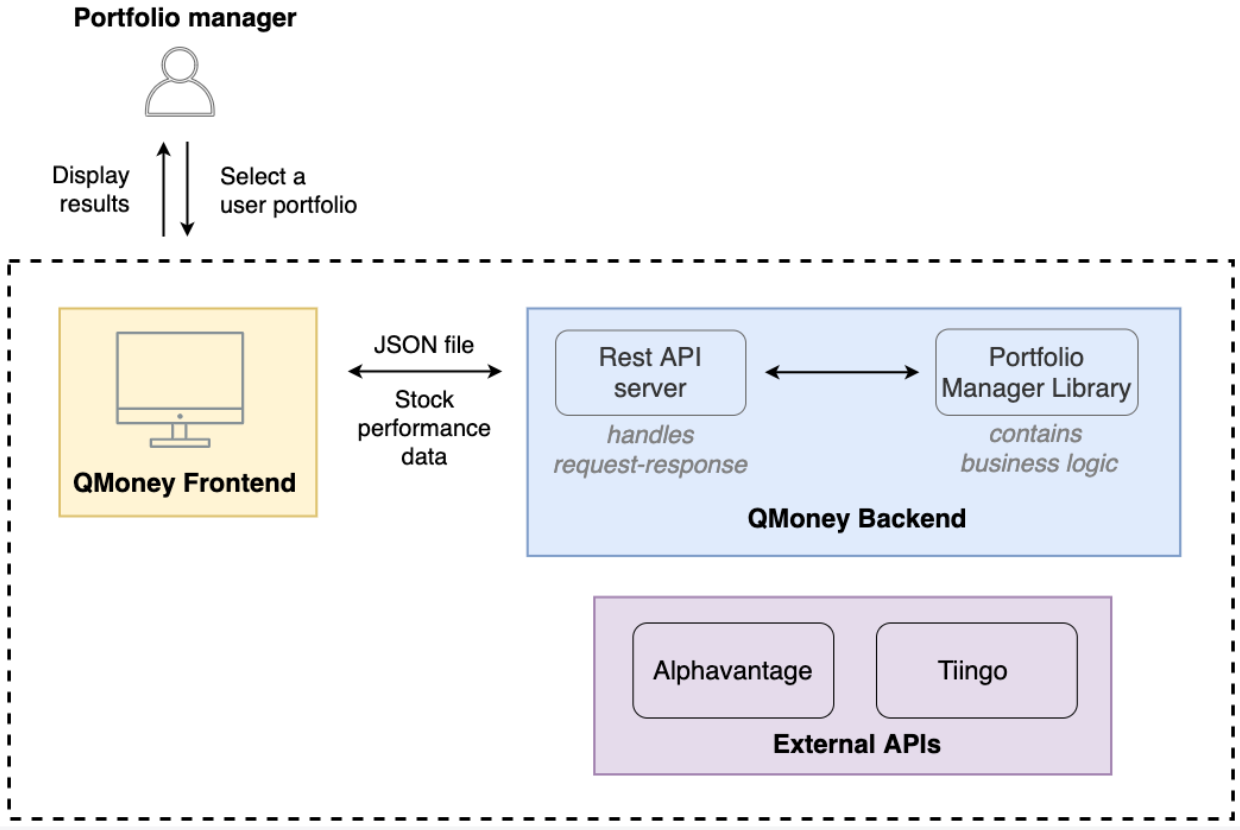 Portfolio manager
Display
results
Select a
user portfolio
JSON file
Stock
performance
data
QMoney Frontend
Rest API
server
handles
request-response
Portfolio
Manager Library
contains
business logic
QMoney Backend
Alphavantage
Tiingo
External APIs